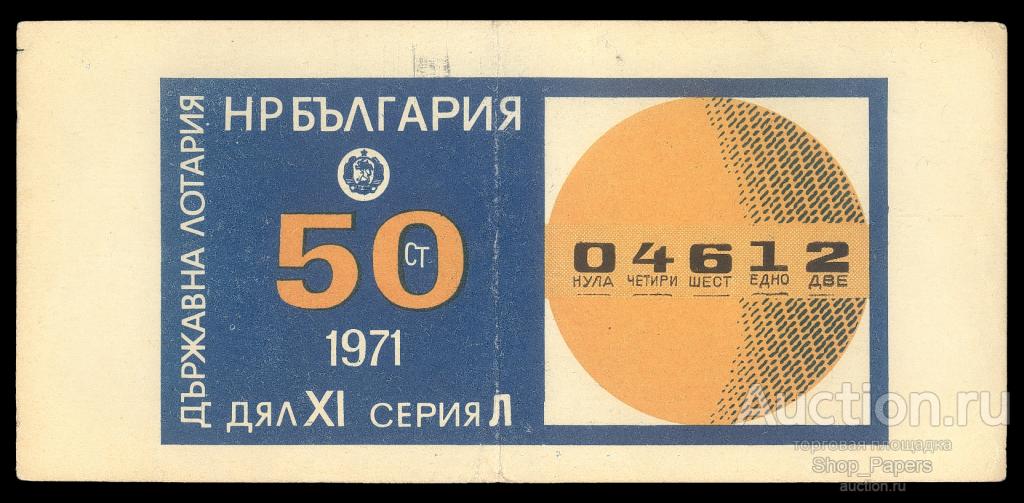 ДЪРЖАВНА ЛОТАРИЯ
НР БЪЛГАРИЯ
50 СТ.
1971
ДЯЛ XI СЕРИЯ Л
04612
НУЛА ЧЕТИРИ ШЕСТ ЕДНО ДВЕ
Auction.ru
торговая площадка
Shop_Papers
auction.ru